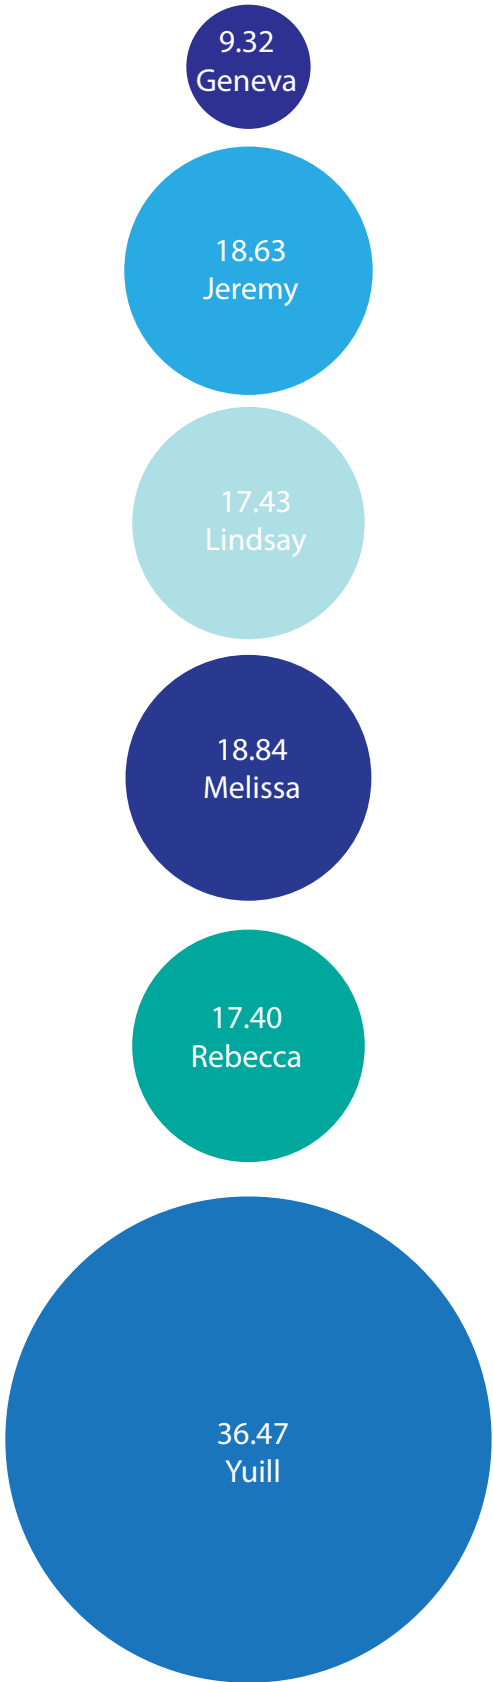 9.32
Geneva
18.63
Jeremy
17.43
Lindsay
18.84
Melissa
17.40
Rebecca
36.47
Yuill